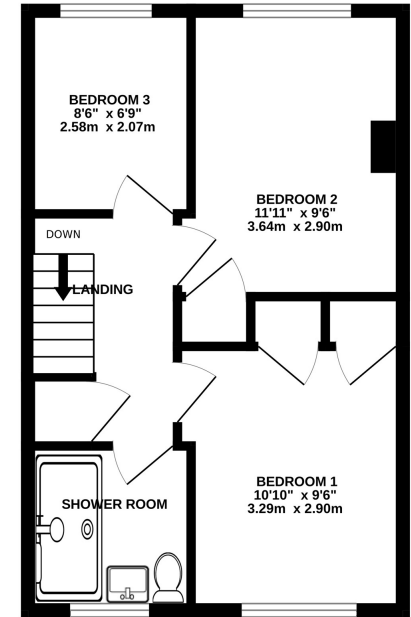 BEDROOM 3
8'6" x 6'9"
2.58m x 2.07m
BEDROOM 2
11'11" x 9'6"
3.64m x 2.90m
DOWN
LANDING
BEDROOM 1
10'10" x 9'6"
3.29m x 2.90m
SHOWER ROOM